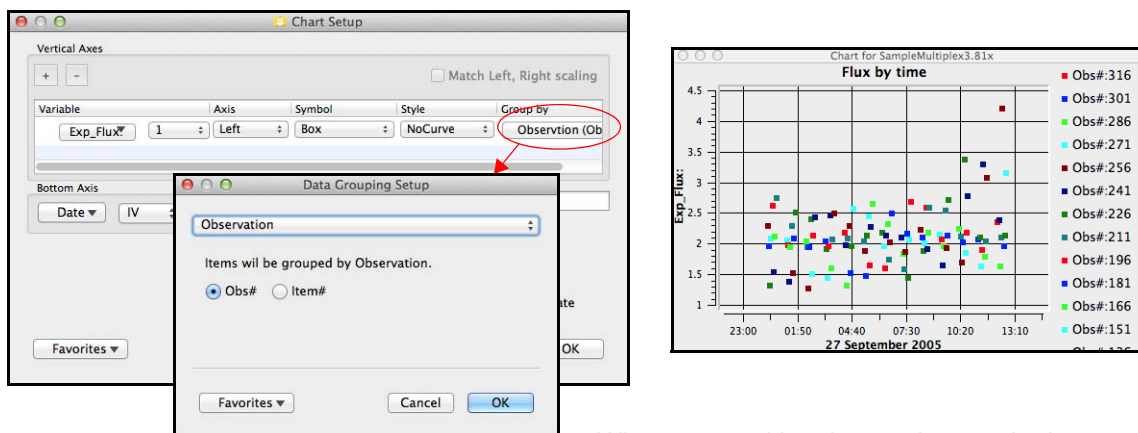 Chart Setup
Vertical Axes
+ -
Match Left, Right scaling
Variable Axis Symbol Style Group by
Exp_Flux 1 Left Box NoCurve Observtion (Ob
Bottom Axis
Date IV
Favorites
OK
Data Grouping Setup
Observation
Items wil be grouped by Observation.
Obs# Item#
Favorites Cancel OK
Chart for SampleMultiplex3.81x
Flux by time
Exp_Flux:
4.5
4
3.5
3
2.5
2
1.5
1
23:00 01:50 04:40 07:30 10:20 13:10
27 September 2005
Obs#:316
Obs#:301
Obs#:286
Obs#:271
Obs#:256
Obs#:241
Obs#:226
Obs#:211
Obs#:196
Obs#:181
Obs#:166
Obs#:151